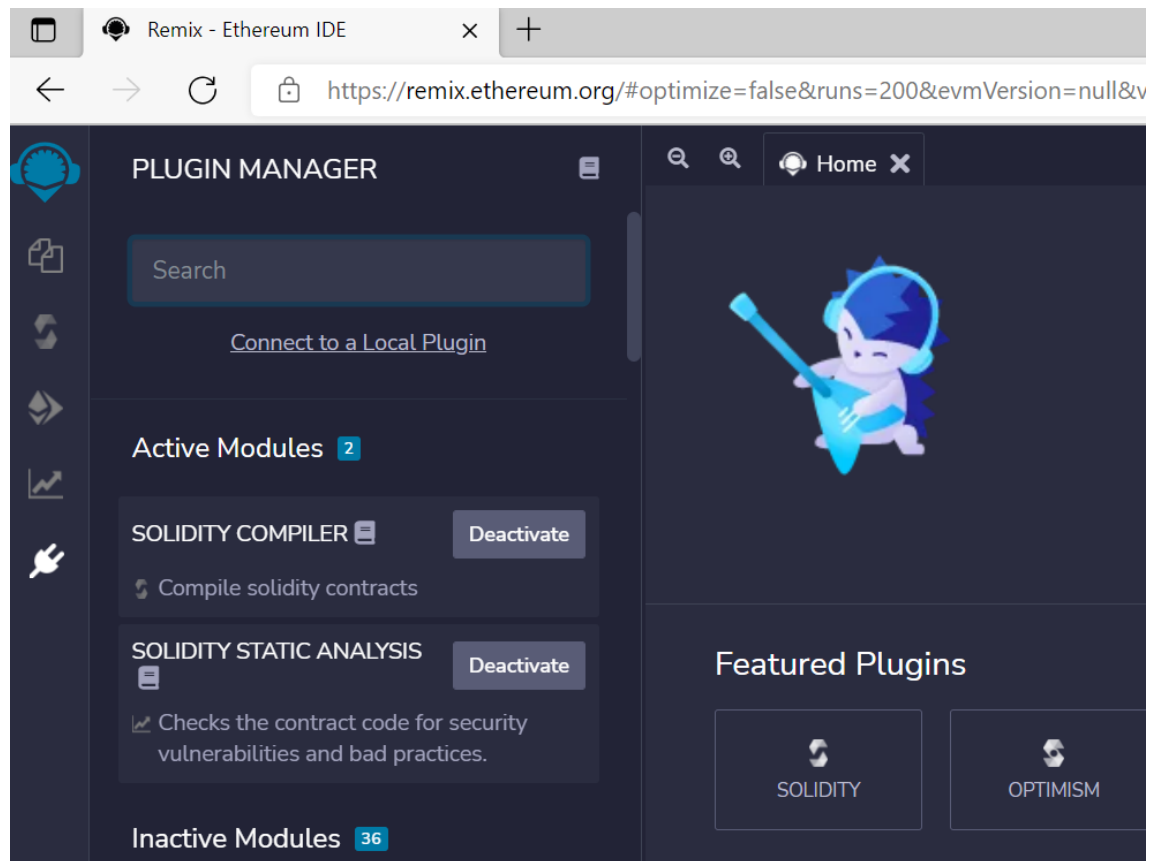 Remix - Ethereum IDE
https://remix.ethereum.org/#optimize=false&runs=200&evmVersion=null&v
PLUGIN MANAGER
Home
Search
Connect to a Local Plugin
Active Modules 2
SOLIDITY COMPILER
Deactivate
Compile solidity contracts
SOLIDITY STATIC ANALYSIS
Deactivate
Checks the contract code for security
vulnerabilities and bad practices.
Inactive Modules 36
Featured Plugins
SOLIDITY
OPTIMISM